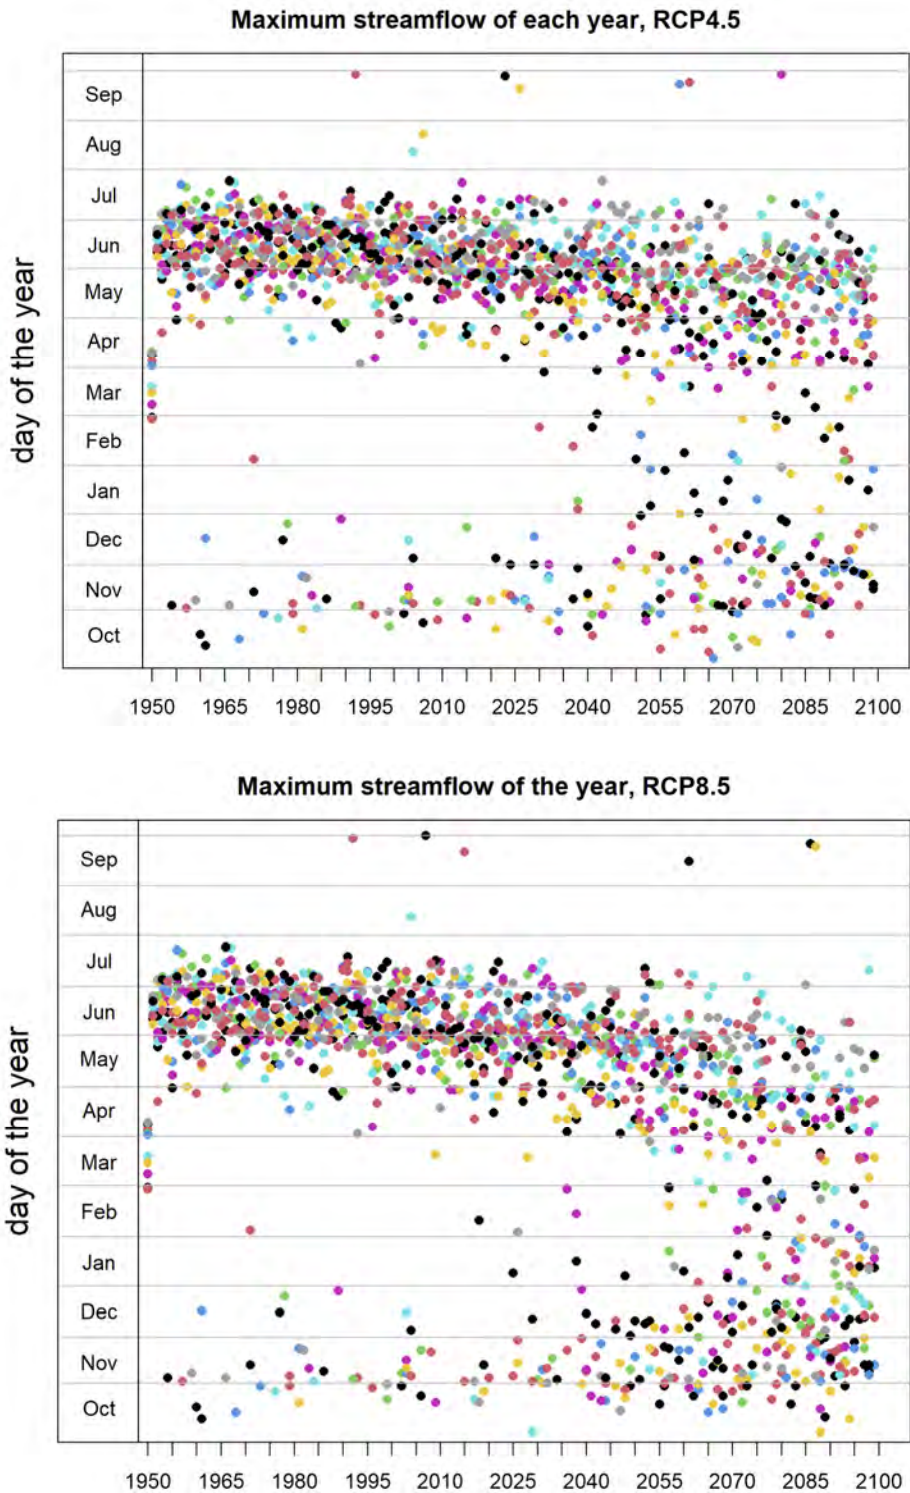 Maximum streamflow of each year, RCP4.5
day of the year
Sep
Aug
Jul
Jun
May
Apr
Mar
Feb
Jan
Dec
Nov
Oct
1950 1965 1980 1995 2010 2025 2040 2055 2070 2085 2100
Maximum streamflow of the year, RCP8.5
day of the year
Sep
Aug
Jul
Jun
May
Apr
Mar
Feb
Jan
Dec
Nov
Oct
1950 1965 1980 1995 2010 2025 2040 2055 2070 2085 2100